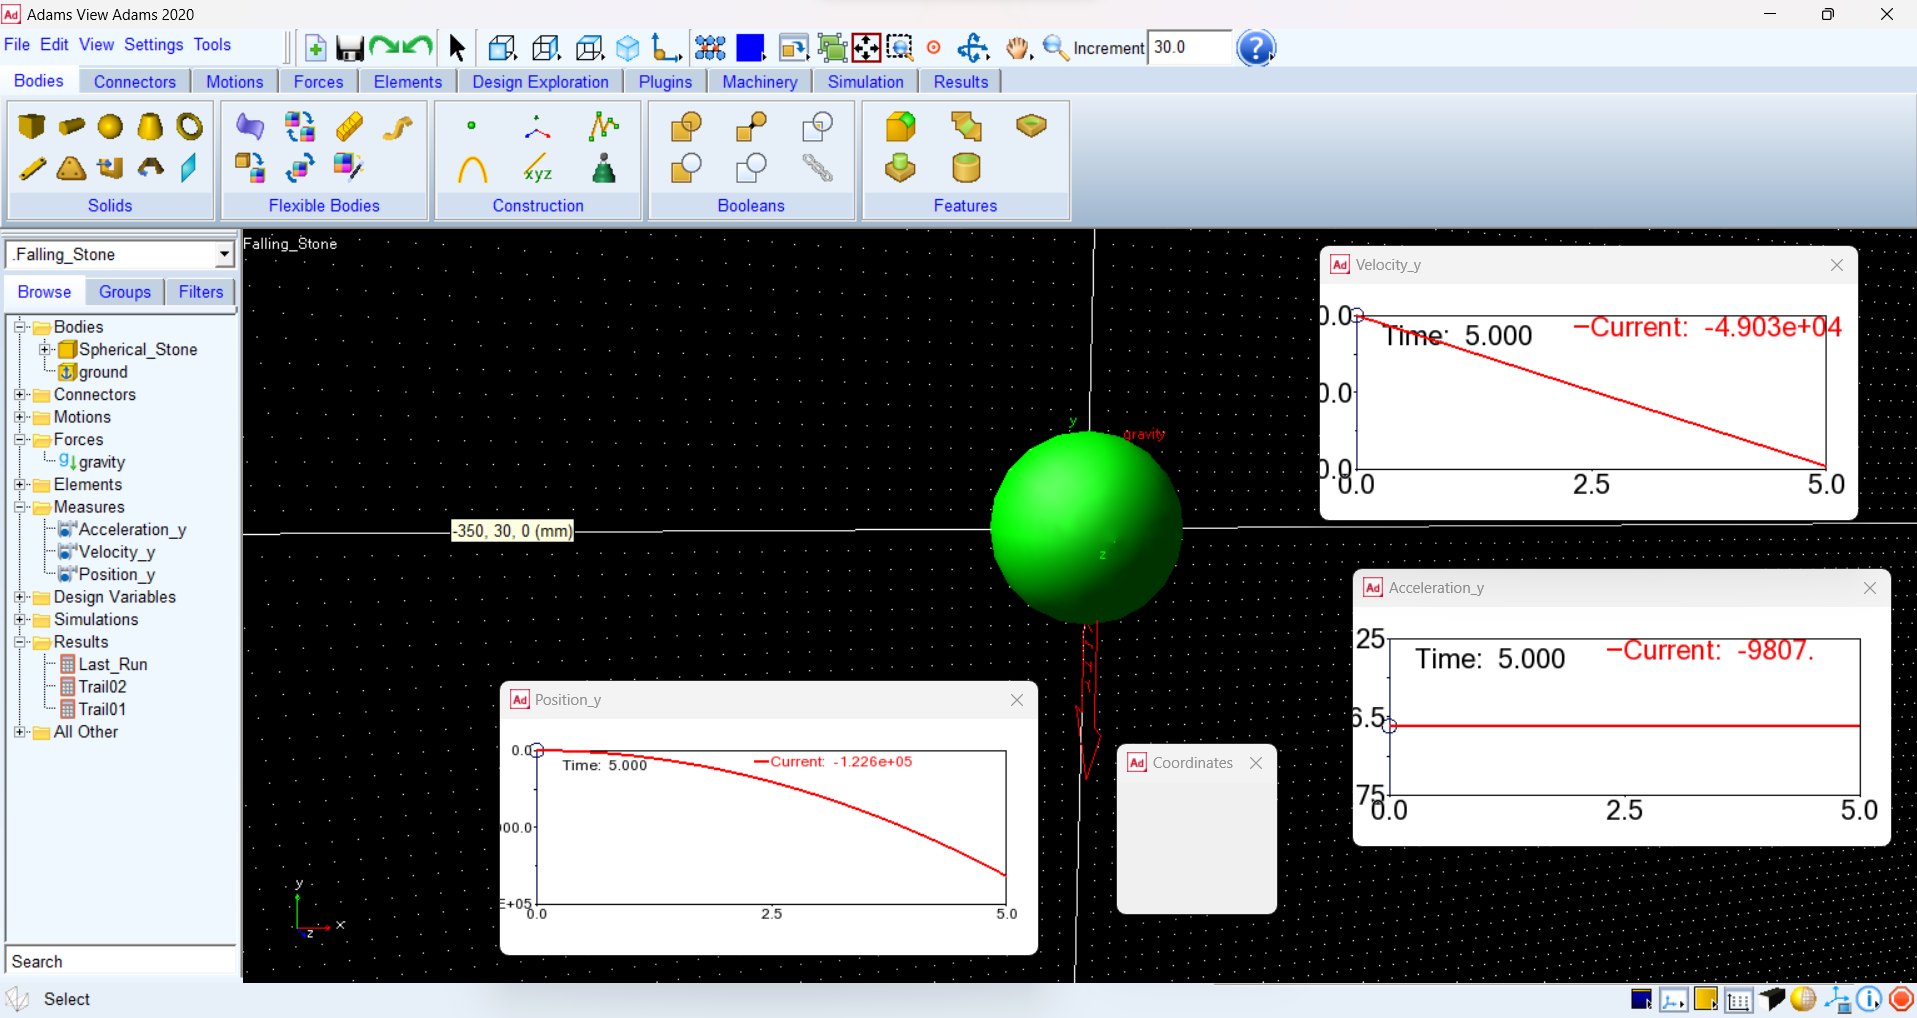 Adams View Adams 2020
File Edit View Settings Tools
Increment 30.0
Bodies Connectors Motions Forces Elements Design Exploration Plugins Machinery Simulation Results
xyz
Solids Flexible Bodies Construction Booleans Features
.Falling_Stone
Browse Groups Filters
Bodies
Spherical_Stone
ground
Connectors
Motions
Forces
g gravity
Elements
Measures
Acceleration_y
Velocity_y
Position_y
Design Variables
Simulations
Results
Last_Run
Trail02
Trail01
All Other
Search
Select
Falling_Stone
-350, 30, 0 (mm)
y
gravity
z
y
x
z
Ad Velocity_y
0.0
Time: 5.000 Current: -4.903e+04
0.0
0.0
0.0 2.5 5.0
Ad Acceleration_y
25
Time: 5.000 Current: -9807.
6.5
75
0.0 2.5 5.0
Ad Position_y
0.0
Time: 5.000 Current: -1.226e+05
00.0
E+05
0.0 2.5 5.0
Ad Coordinates